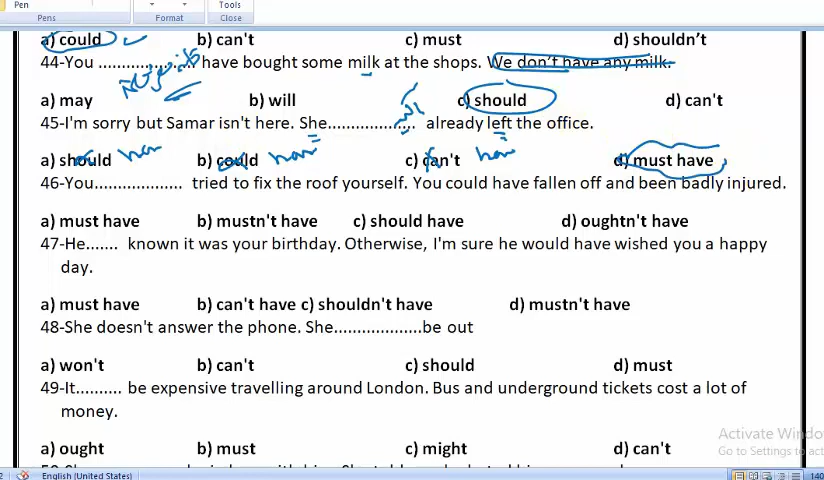 Pen
Tools
Pens
Format
Close
a) could b) can't c) must d) shouldn't
44-You ..................... have bought some milk at the shops. We don't have any milk.
a) may b) will c) should d) can't
45-I'm sorry but Samar isn't here. She................... already left the office.
a) should b) could c) can't d) must have
46-You................... tried to fix the roof yourself. You could have fallen off and been badly injured.
a) must have b) mustn't have c) should have d) oughtn't have
47-He....... known it was your birthday. Otherwise, I'm sure he would have wished you a happy
day.
a) must have b) can't have c) shouldn't have d) mustn't have
48-She doesn't answer the phone. She...................be out
a) won't b) can't c) should d) must
49-It.......... be expensive travelling around London. Bus and underground tickets cost a lot of
money.
a) ought b) must c) might d) can't
Activate Windo
Go to Settings to act
English (United States)
140